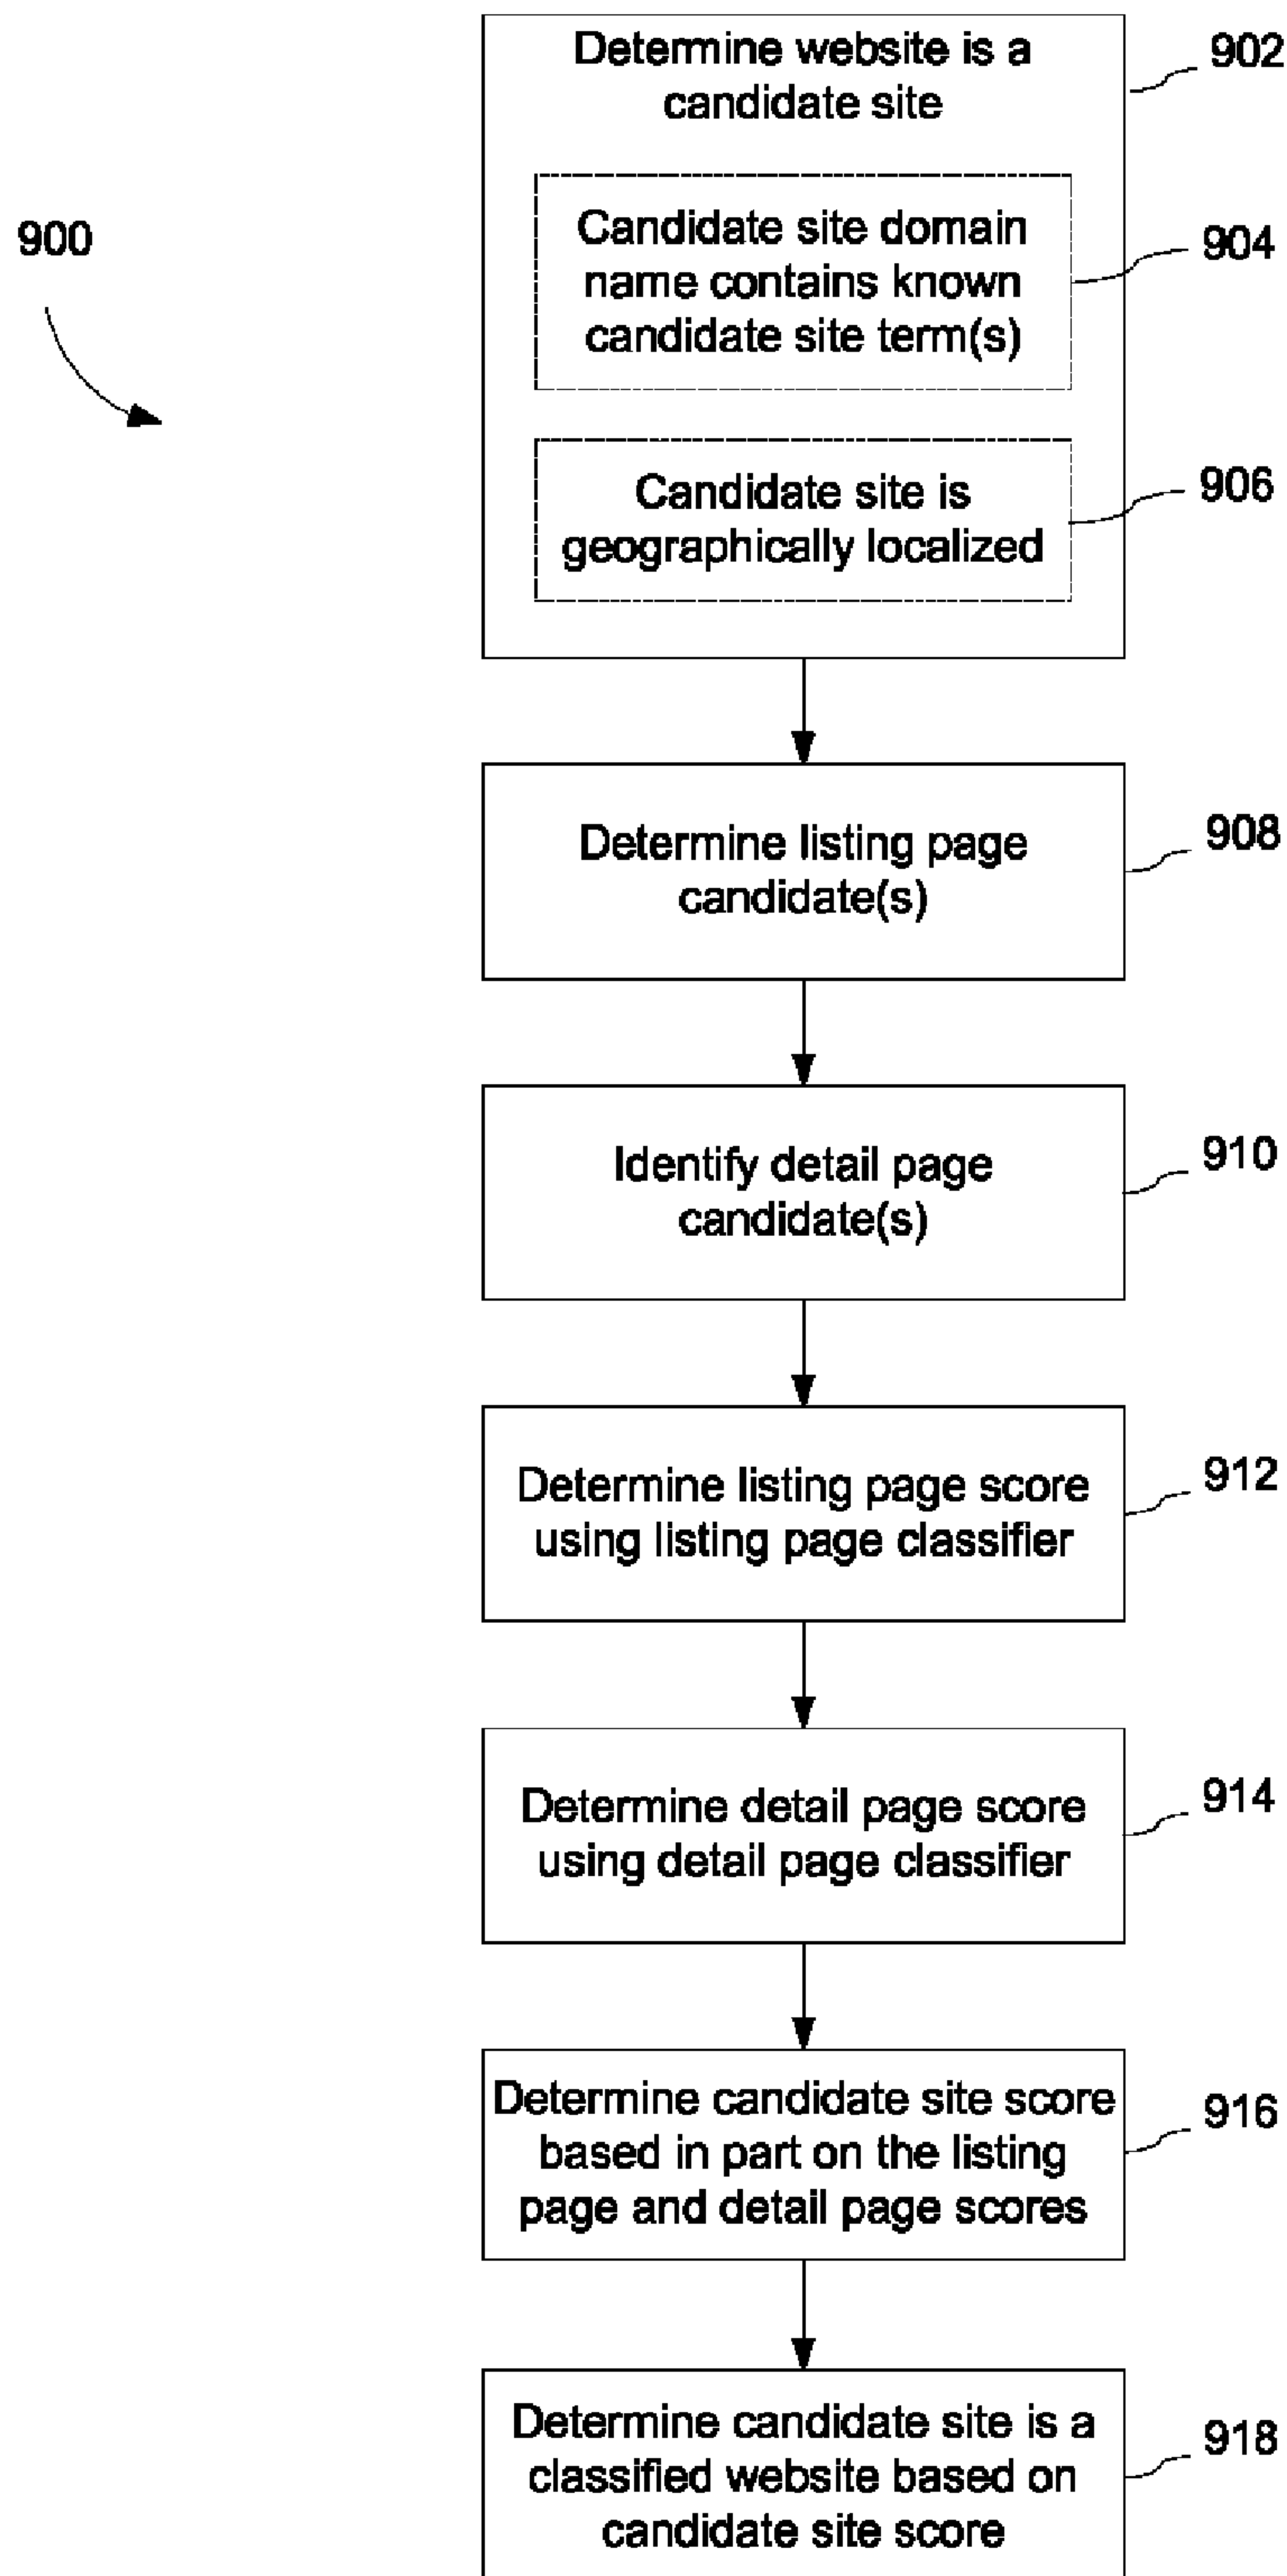 Determine website is a
candidate site
902
Candidate site domain
name contains known
candidate site term(s)
904
900
Candidate site is
geographically localized
906
Determine listing page
candidate(s)
908
Identify detail page
candidate(s)
910
Determine listing page score
using listing page classifier
912
Determine detail page score
using detail page classifier
914
Determine candidate site score
based in part on the listing
page and detail page scores
916
Determine candidate site is a
classified website based on
candidate site score
918